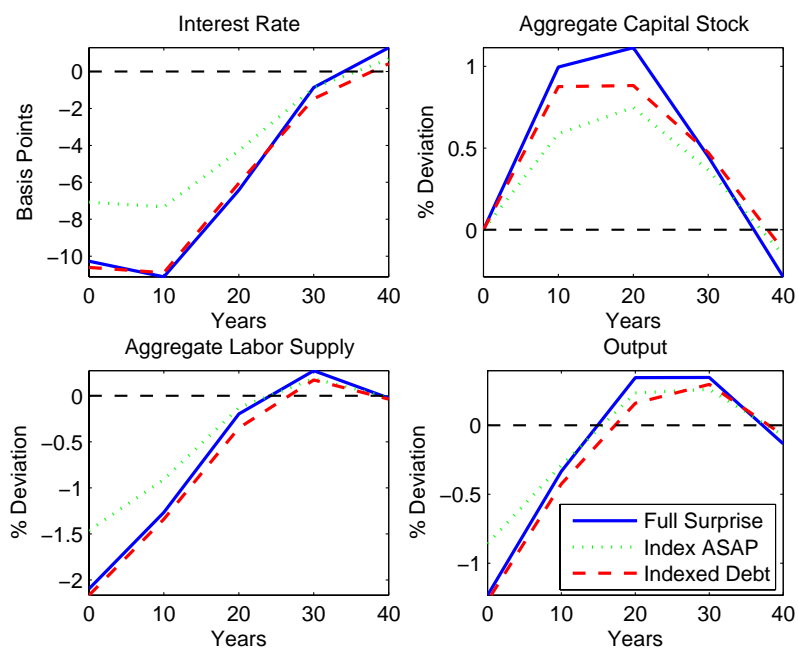 Interest Rate
0
−2
−4
−6
−8
−10
Basis Points
0 10 20 30 40
Years
Aggregate Capital Stock
1
0.5
0
% Deviation
0 10 20 30 40
Years
Aggregate Labor Supply
0
−0.5
−1
−1.5
−2
% Deviation
0 10 20 30 40
Years
Output
0
−0.5
−1
% Deviation
Full Surprise
Index ASAP
Indexed Debt
0 10 20 30 40
Years